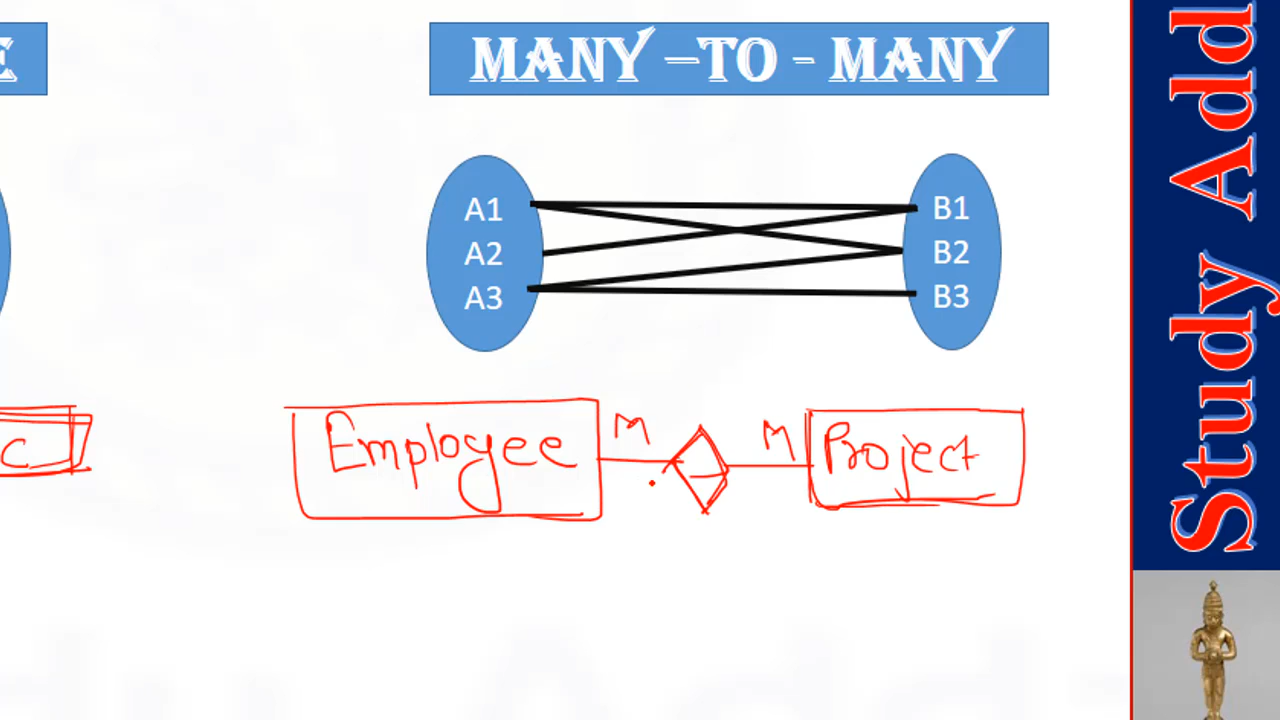 E
MANY –TO - MANY
A1
A2
A3
B1
B2
B3
c
Employee
M
M
Project
Study Add